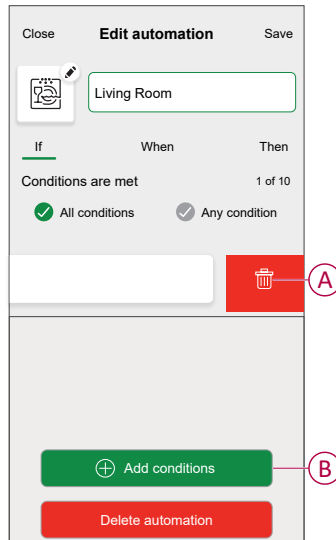 Close Edit automation Save
Living Room
If When Then
Conditions are met 1 of 10
All conditions Any condition
A
Add conditions B
Delete automation